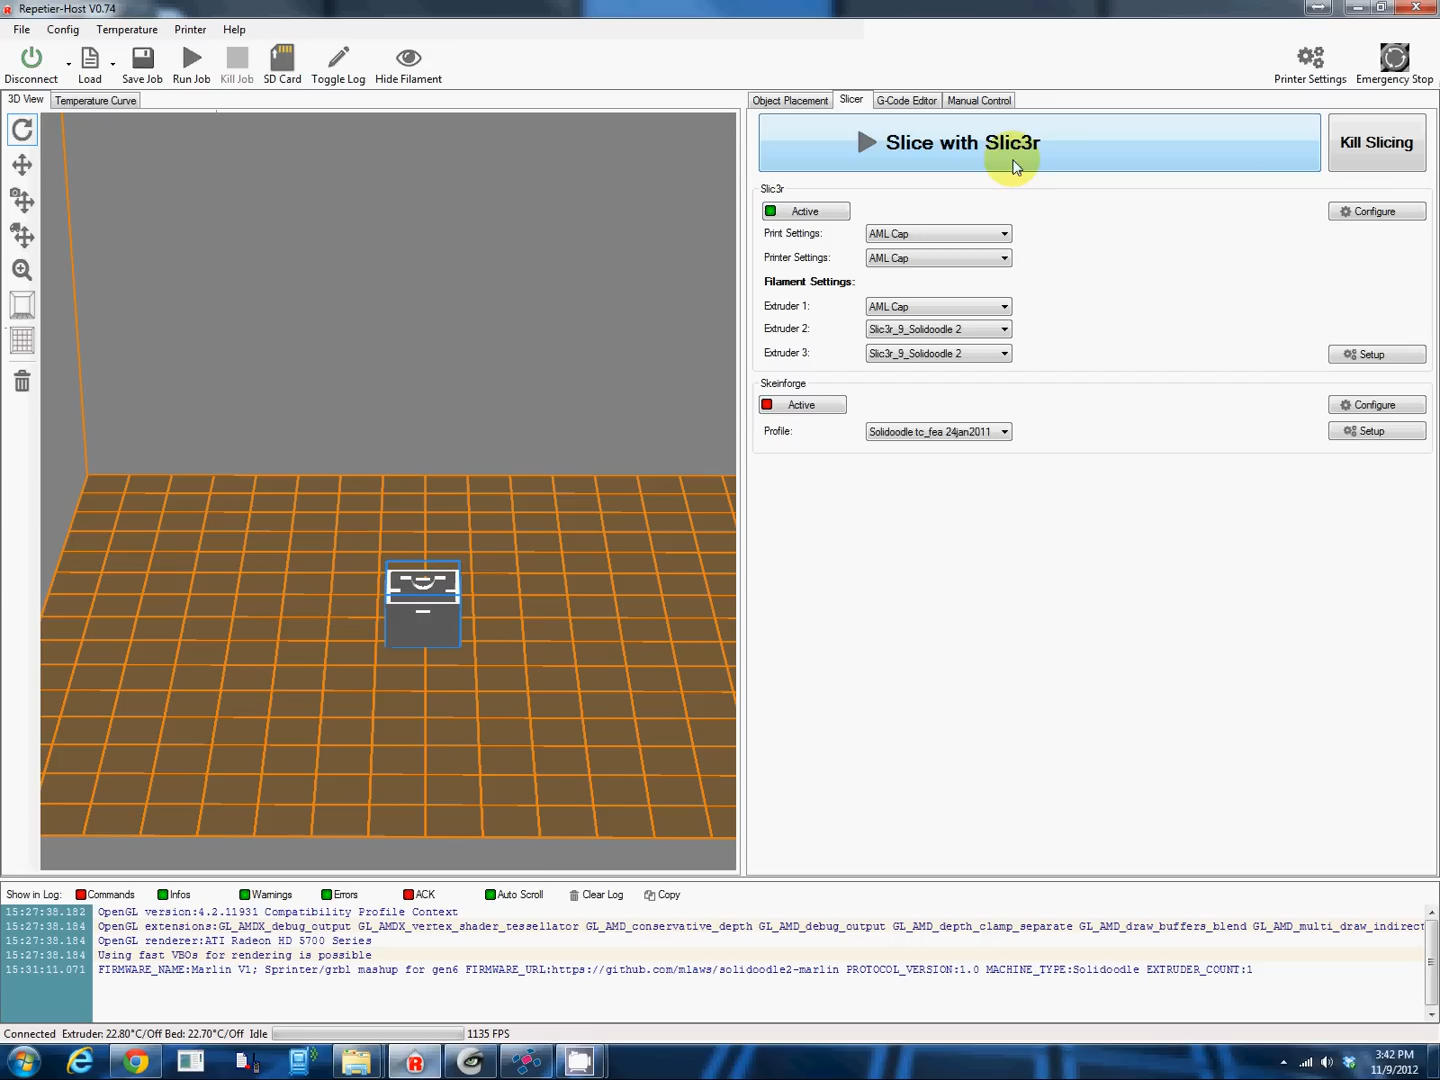 Repetier-Host V0.74
File Config Temperature Printer Help
Disconnect Load Save Job Run Job Kill Job SD Card Toggle Log Hide Filament Printer Settings Emergency Stop
3D View Temperature Curve Object Placement Slicer G-Code Editor Manual Control
Slice with Slic3r Kill Slicing
Slic3r
Active Configure
Print Settings: AML Cap
Printer Settings: AML Cap
Filament Settings:
Extruder 1: AML Cap
Extruder 2: Slic3r_9_Solidoodle 2
Extruder 3: Slic3r_9_Solidoodle 2 Setup
Skeinforge
Active Configure
Profile: Solidoodle tc_fea 24jan2011 Setup
Show in Log: Commands Infos Warnings Errors ACK Auto Scroll Clear Log Copy
15:27:38.182 OpenGL version:4.2.11931 Compatibility Profile Context
15:27:38.184 OpenGL extensions:GL_AMDX_debug_output GL_AMDX_vertex_shader_tessellator GL_AMD_conservative_depth GL_AMD_debug_output GL_AMD_depth_clamp_separate GL_AMD_draw_buffers_blend GL_AMD_multi_draw_indirect
15:27:38.184 OpenGL renderer:ATI Radeon HD 5700 Series
15:27:38.184 Using fast VBOs for rendering is possible
15:31:11.071 FIRMWARE_NAME:Marlin V1; Sprinter/grbl mashup for gen6 FIRMWARE_URL:https://github.com/mlaws/solidoodle2-marlin PROTOCOL_VERSION:1.0 MACHINE_TYPE:Solidoodle EXTRUDER_COUNT:1
Connected Extruder: 22.80°C/Off Bed: 22.70°C/Off Idle 1135 FPS
3:42 PM
11/9/2012